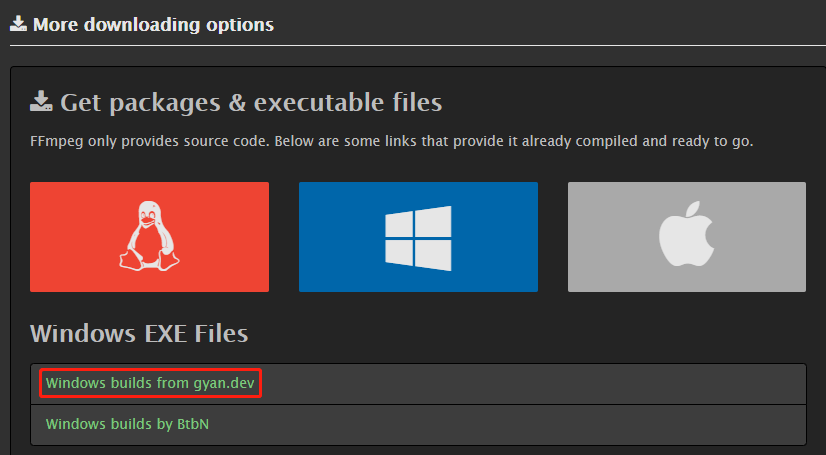 More downloading options
Get packages & executable files
FFmpeg only provides source code. Below are some links that provide it already compiled and ready to go.
Windows EXE Files
Windows builds from gyan.dev
Windows builds by BtbN